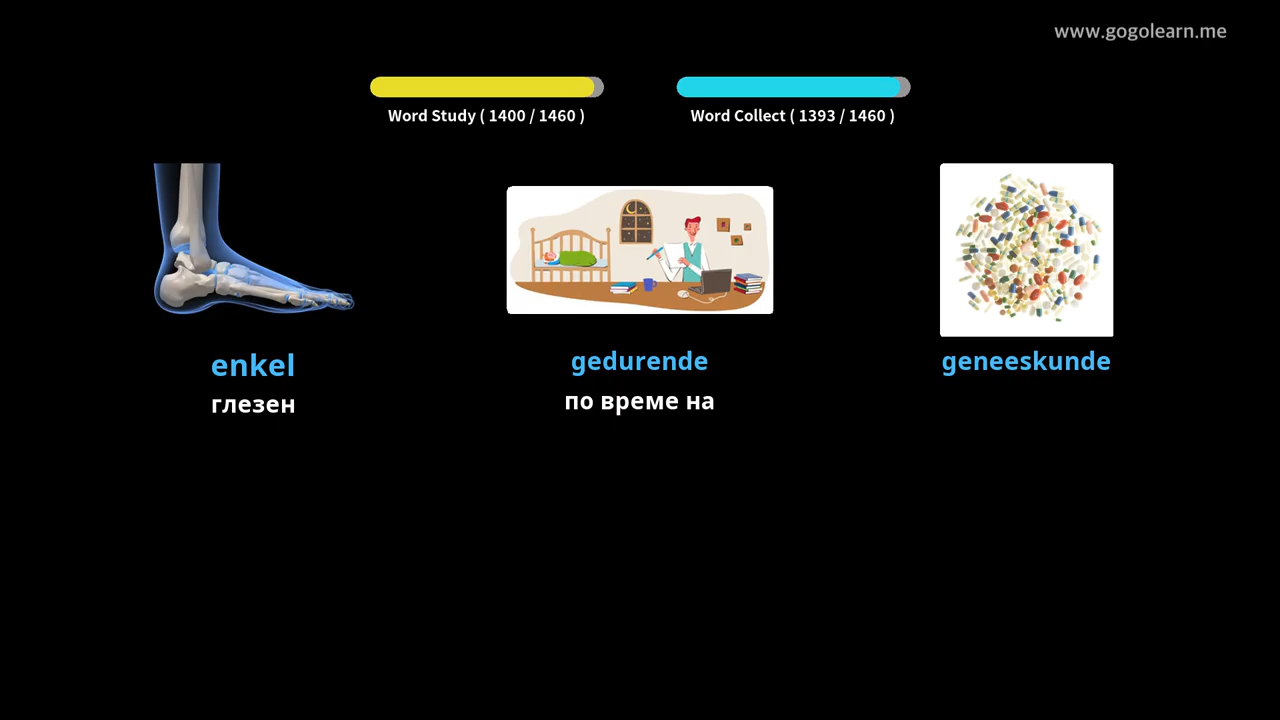 www.gogolearn.me
Word Study ( 1400 / 1460 )
Word Collect ( 1393 / 1460 )
enkel
глезен
gedurende
по време на
geneeskunde